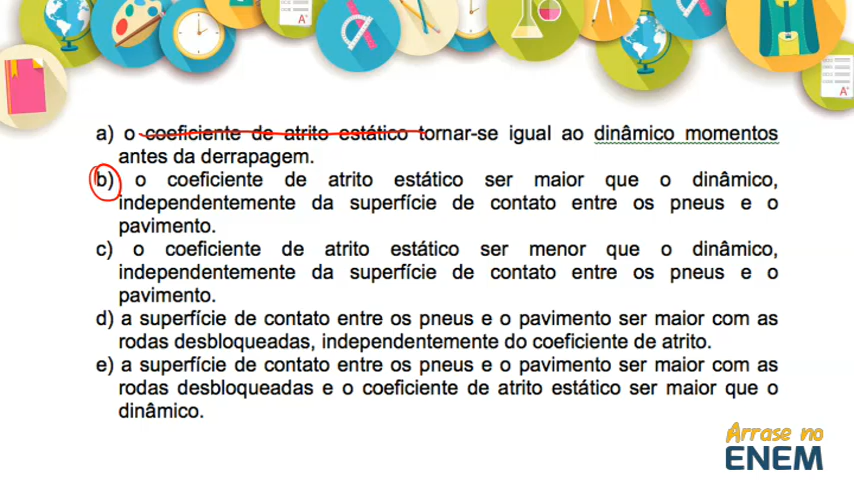 a) o coeficiente de atrito estático tornar-se igual ao dinâmico momentos
antes da derrapagem.
b) o coeficiente de atrito estático ser maior que o dinâmico,
independentemente da superfície de contato entre os pneus e o
pavimento.
c) o coeficiente de atrito estático ser menor que o dinâmico,
independentemente da superfície de contato entre os pneus e o
pavimento.
d) a superfície de contato entre os pneus e o pavimento ser maior com as
rodas desbloqueadas, independentemente do coeficiente de atrito.
e) a superfície de contato entre os pneus e o pavimento ser maior com as
rodas desbloqueadas e o coeficiente de atrito estático ser maior que o
dinâmico.
Arrase no
ENEM